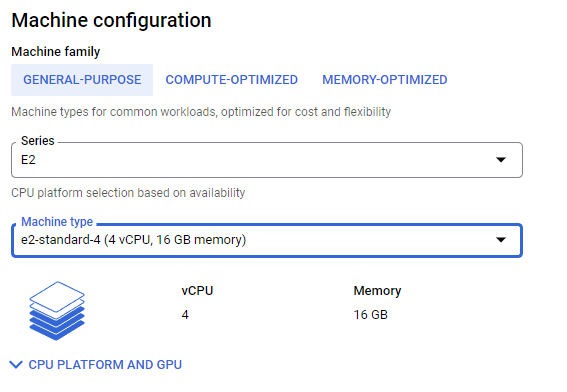 Machine configuration
Machine family
GENERAL-PURPOSE COMPUTE-OPTIMIZED MEMORY-OPTIMIZED
Machine types for common workloads, optimized for cost and flexibility
Series
E2
CPU platform selection based on availability
Machine type
e2-standard-4 (4 vCPU, 16 GB memory)
vCPU Memory
4 16 GB
CPU PLATFORM AND GPU